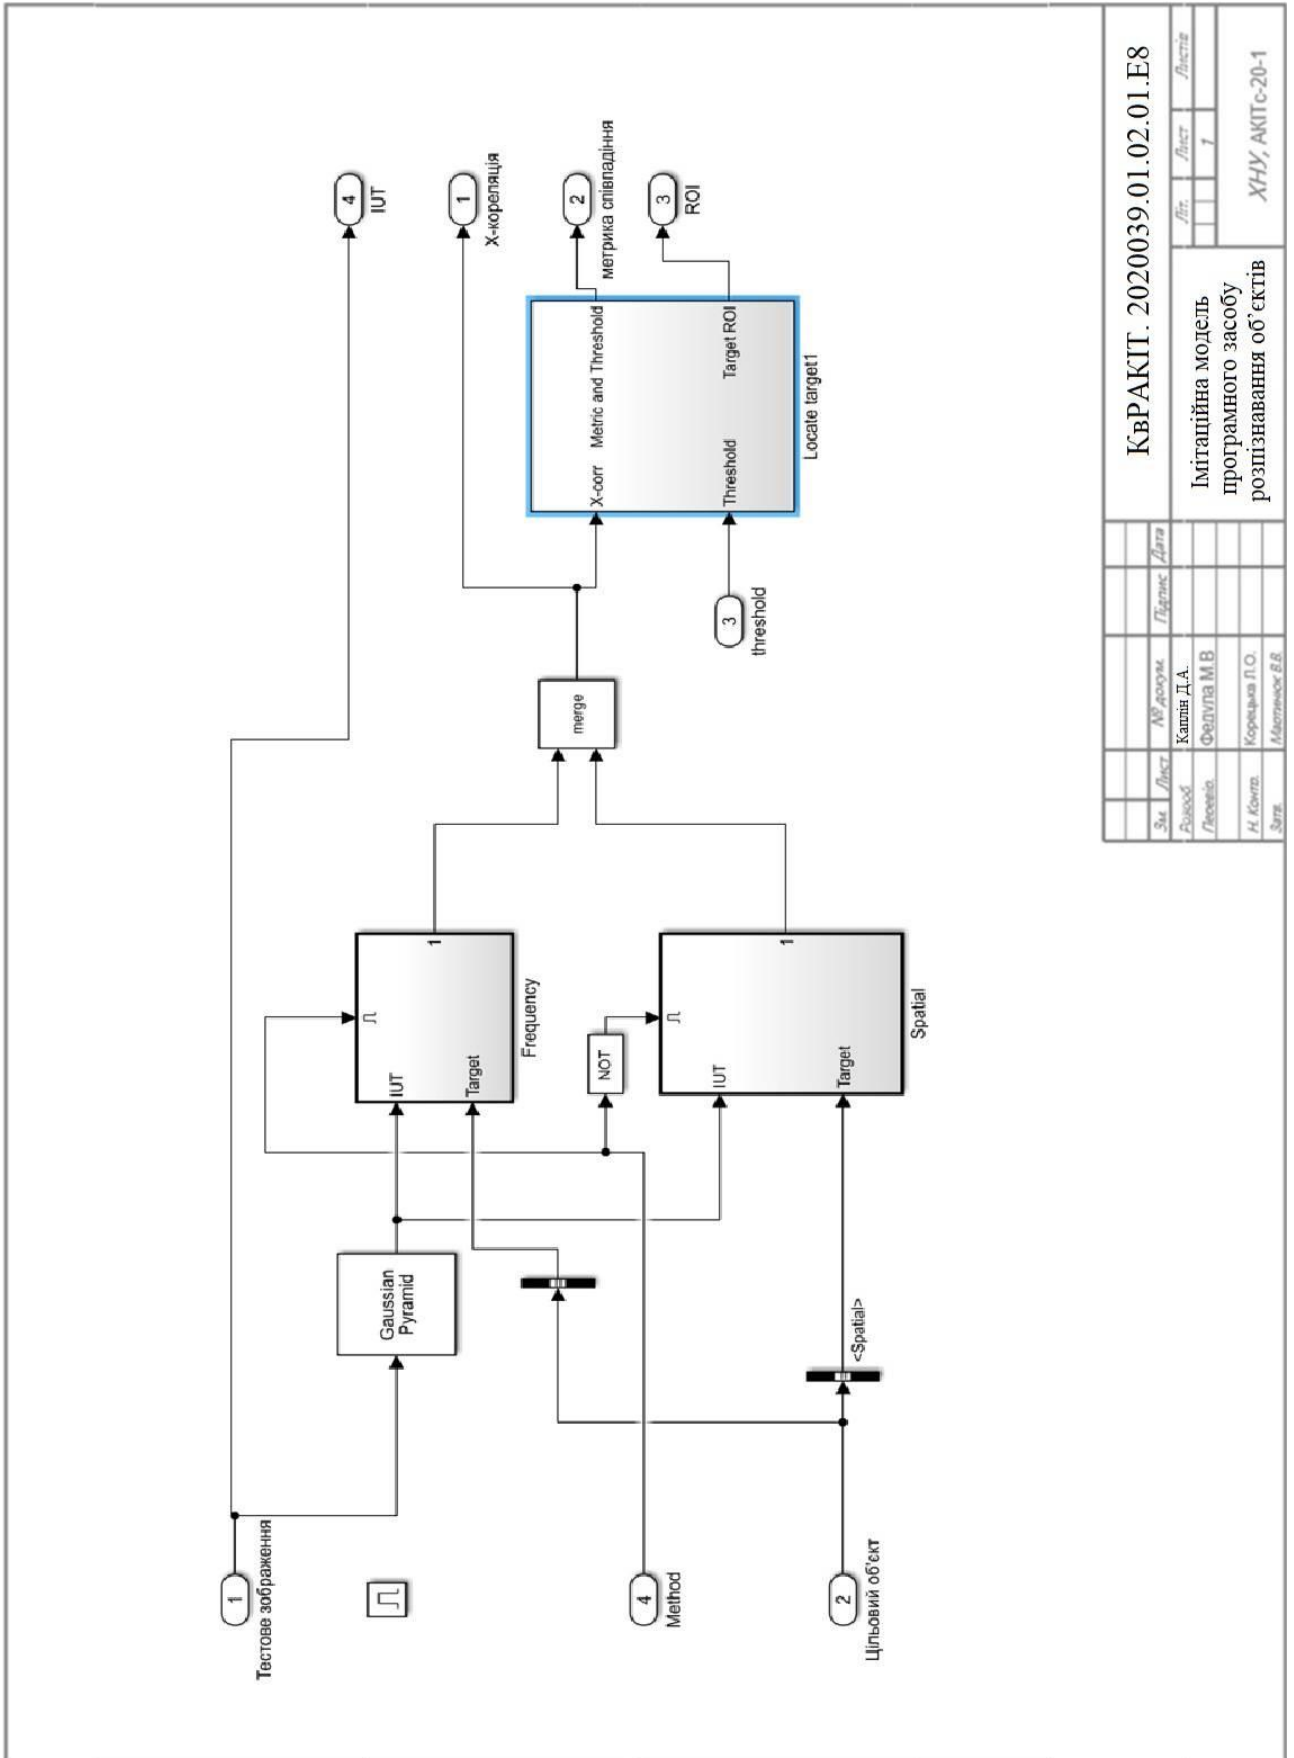 1
Тестове зображення
4
IUT
Gaussian
Pyramid
IUT
Target
1
Frequency
1
Х-кореляція
merge
2
метрика співпадіння
X-corr
Metric and Threshold
3
ROI
Threshold
Target ROI
Locate target1
3
threshold
NOT
4
Method
IUT
Target
1
Spatial
<Spatial>
2
Цільовий об'єкт
КвРАКІТ. 2020039.01.02.01.Е8
Зм.
Лист
№ докум.
Підпис
Дата
Розроб.
Каплін Д.А.
Федула М.В
Н. Контр.
Корецька Л.О.
Затв.
Мартинюк В.В.
Імітаційна модель
програмного засобу
розпізнавання об’єктів
Літ.
Лист
Листів
1
ХНУ, АКІТс-20-1